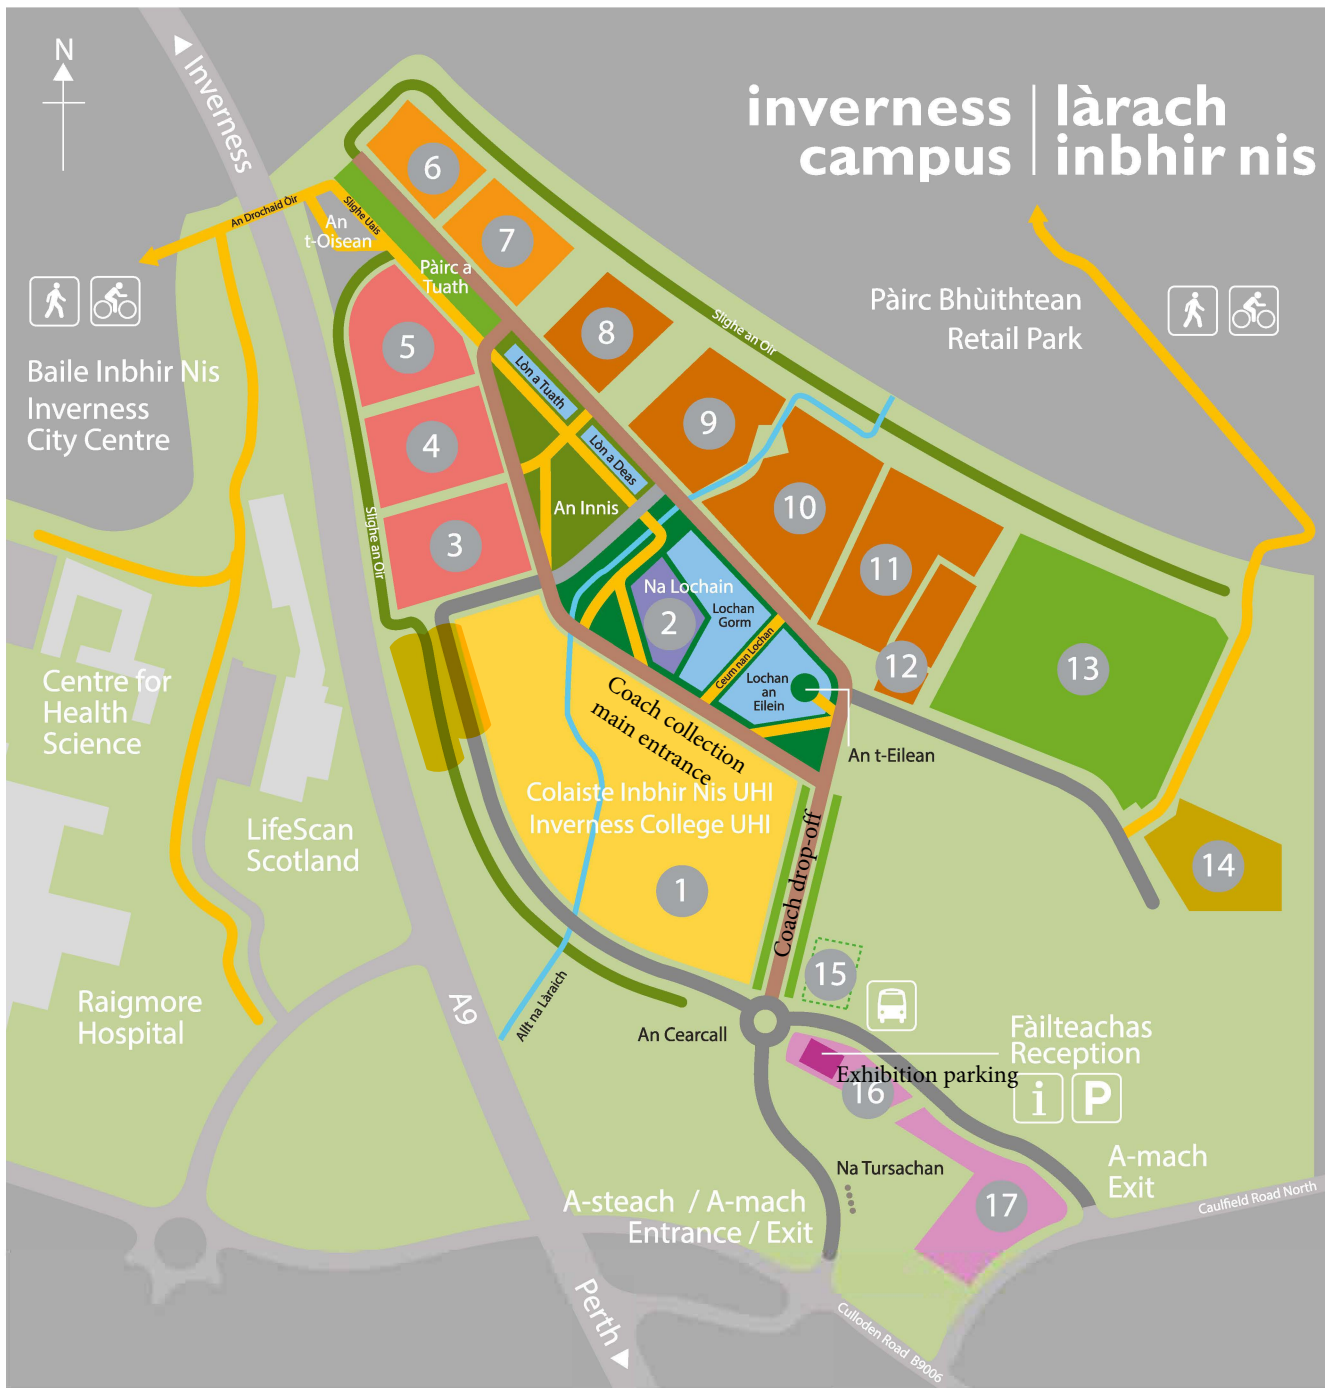 N
Inverness
inverness
campus
làrach
inbhir nis
6
7
An Drochaid Òir
Slighe Uais
An
t-Oisean
Pàirc a
Tuath
Pàirc Bhùithtean
Retail Park
Slighe an Oir
8
5
Baile Inbhir Nis
Inverness
City Centre
Lòn a Tuath
9
4
Lòn a Deas
10
An Innis
3
Slighe an Oir
11
Na Lochain
2
Lochan
Gorm
Ceum nan Lochan
12
13
Centre for
Health
Science
Lochan
an
Eilein
An t-Eilean
Coach collection
main entrance
Colaiste Inbhir Nis UHI
Inverness College UHI
1
Coach drop-off
LifeScan
Scotland
14
15
Raigmore
Hospital
A9
Allt na Làraich
An Cearcall
Fàilteachas
Reception
Exhibition parking
16
i
P
Na Tursachan
A-mach
Exit
17
Caulfield Road North
A-steach / A-mach
Entrance / Exit
Perth
Culloden Road B9006